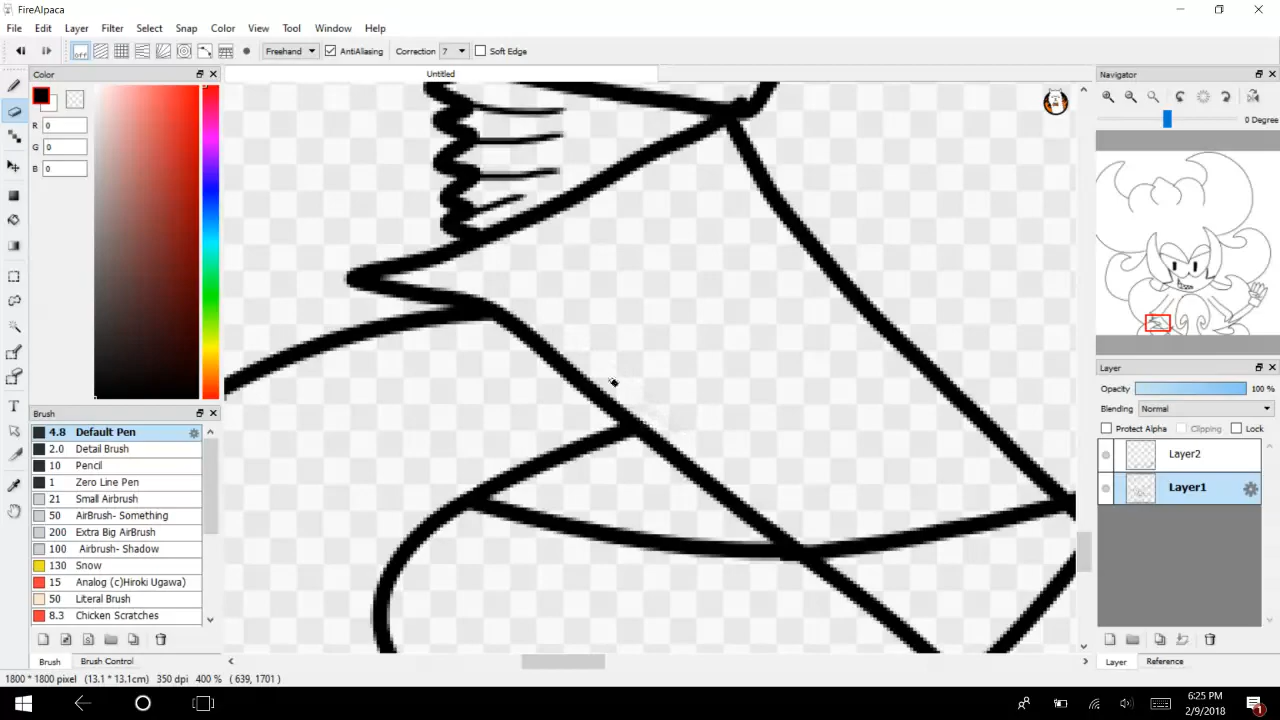 FireAlpaca
File Edit View Layer Filter Select Snap Color Tool Window Help
off Freehand AntiAliasing Correction 7 Soft Edge
Color
Untitled
Navigator
R 0
G 0
B 0
0 Degree
Layer
Opacity 100 %
Blending Normal
Protect Alpha Clipping Lock
Layer2
Layer1
Brush
4.8 Default Pen
2.0 Detail Brush
10 Pencil
1 Zero Line Pen
21 Small Airbrush
50 AirBrush- Something
200 Extra Big AirBrush
100 Airbrush- Shadow
130 Snow
15 Analog (c)Hiroki Ugawa)
50 Literal Brush
8.3 Chicken Scratches
Brush Brush Control
Layer Reference
1800 * 1800 pixel (13.1 * 13.1cm) 350 dpi 400 % ( 639, 1701 )
6:25 PM
2/9/2018
1